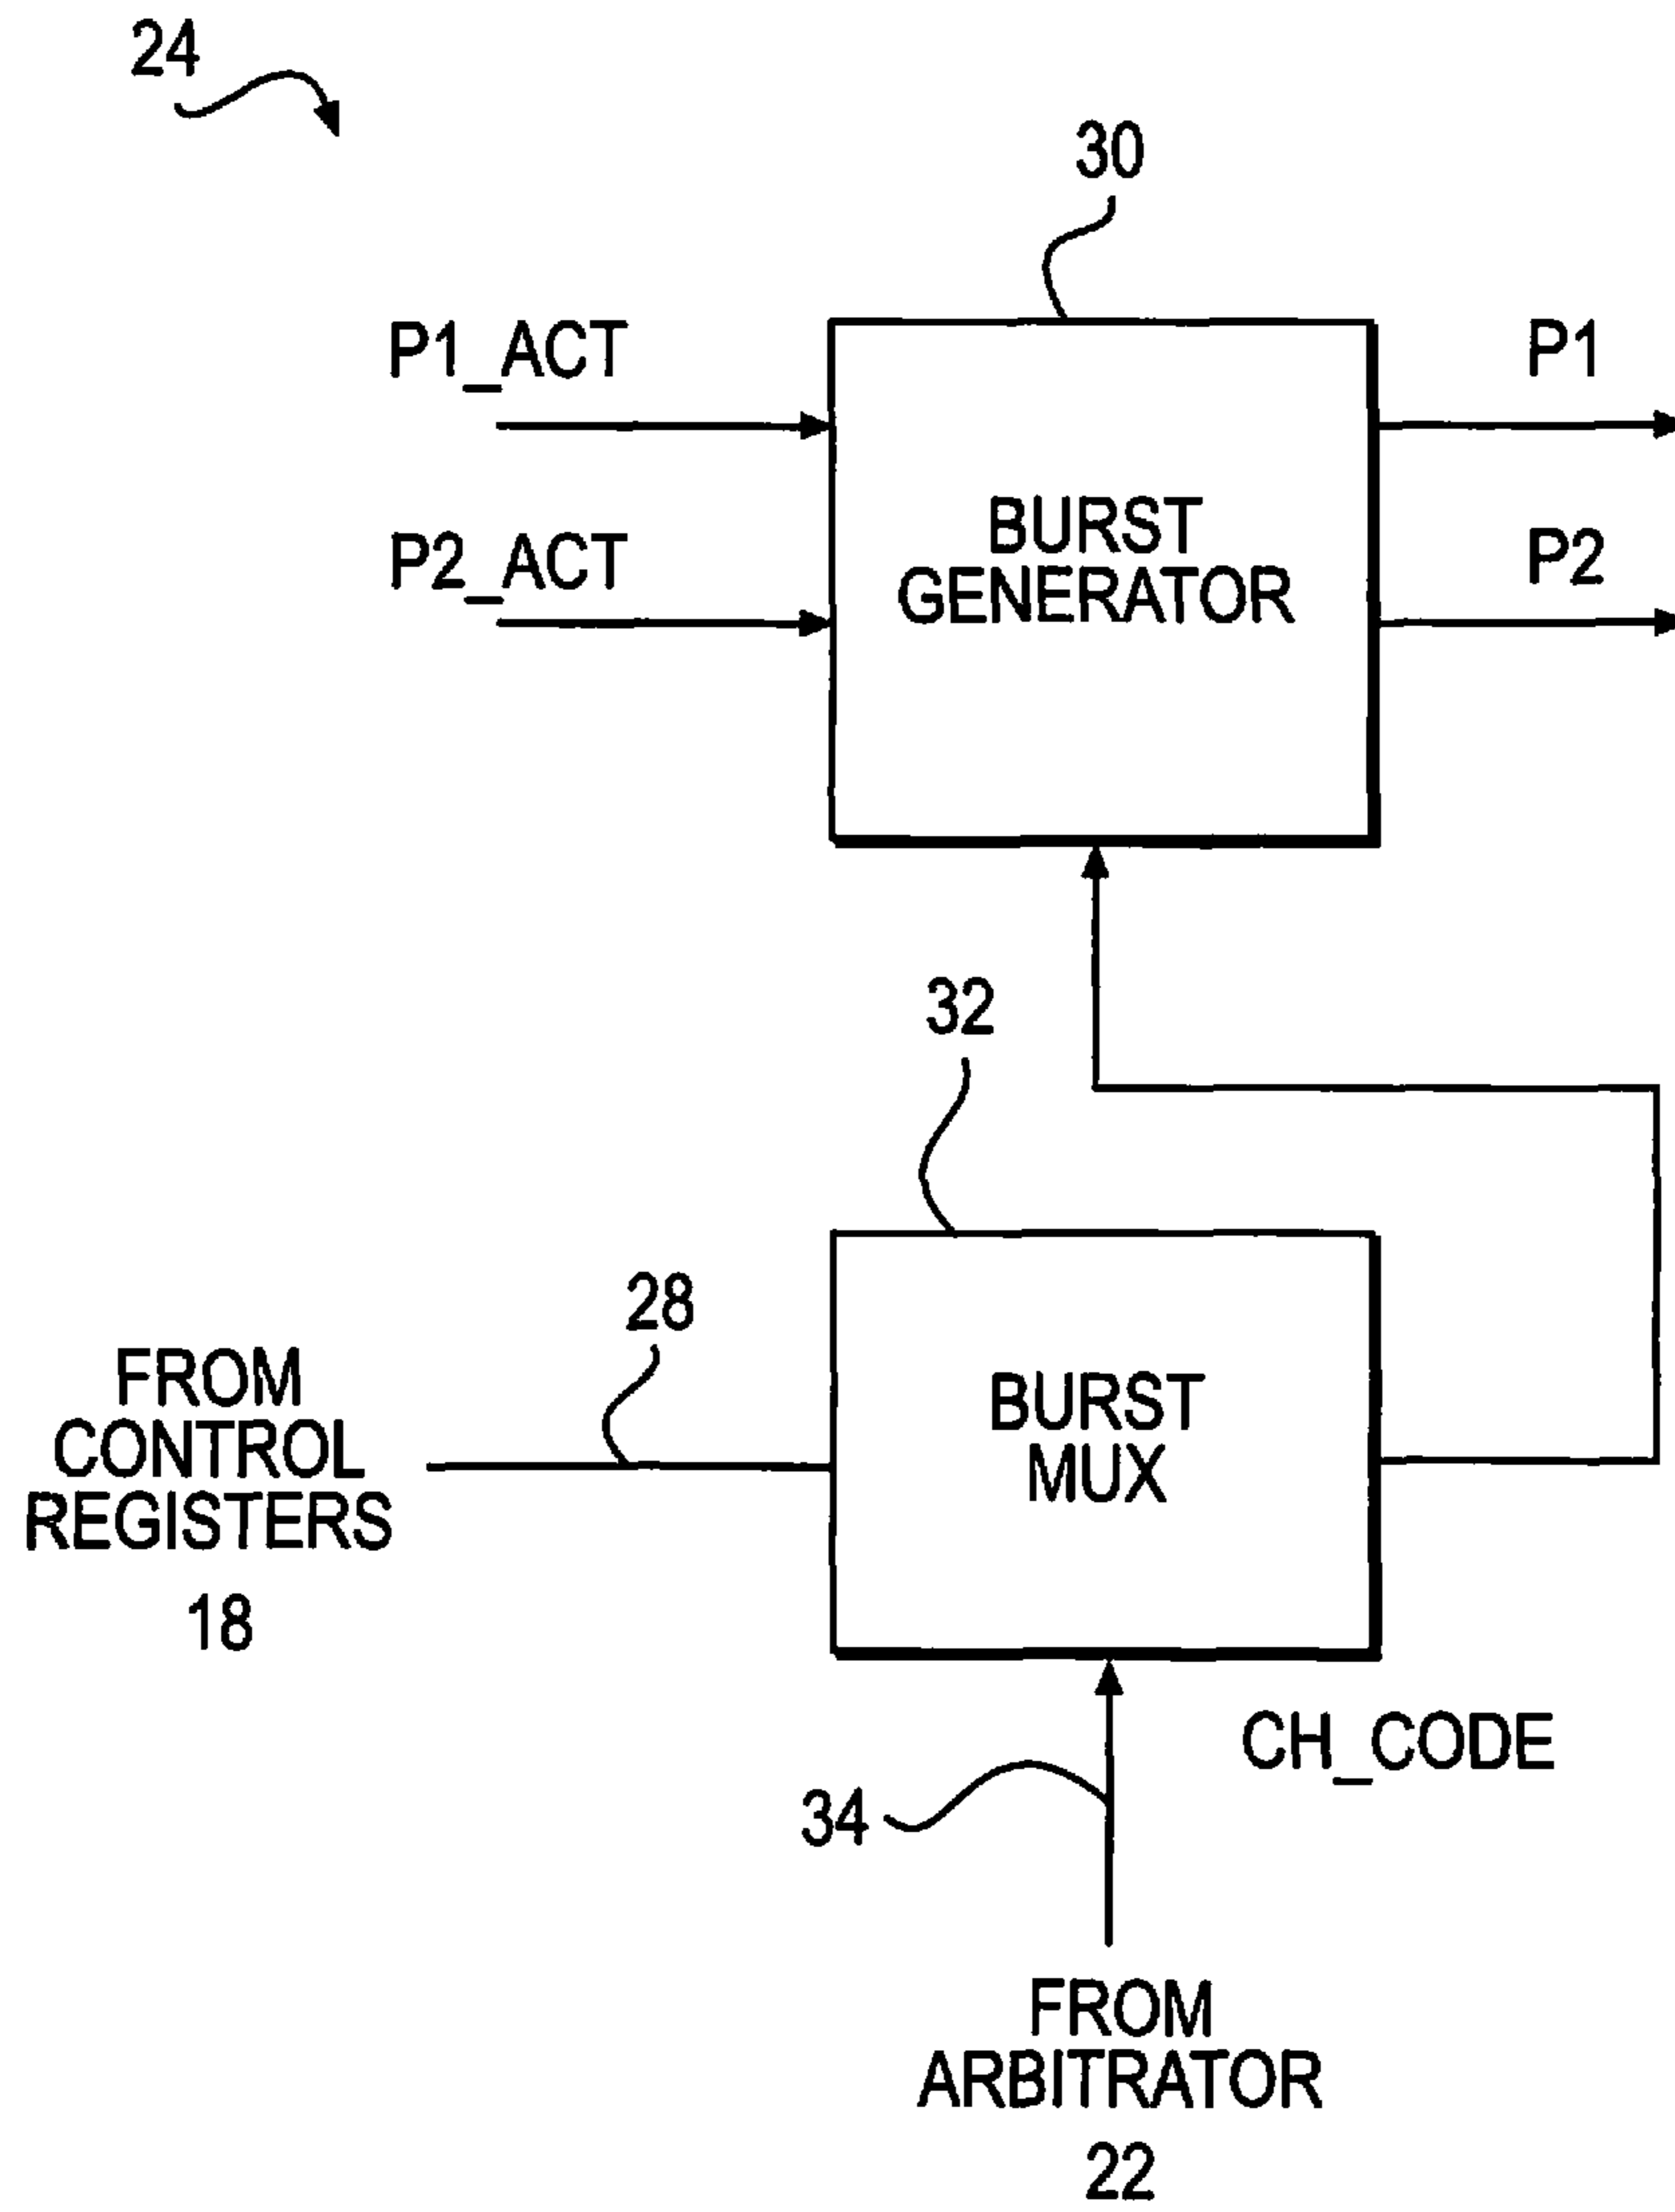 24
30
P1_ACT
P1
P2_ACT
P2
BURST
GENERATOR
32
28
FROM
CONTROL
REGISTERS
18
BURST
MUX
CH_CODE
34
FROM
ARBITRATOR
22